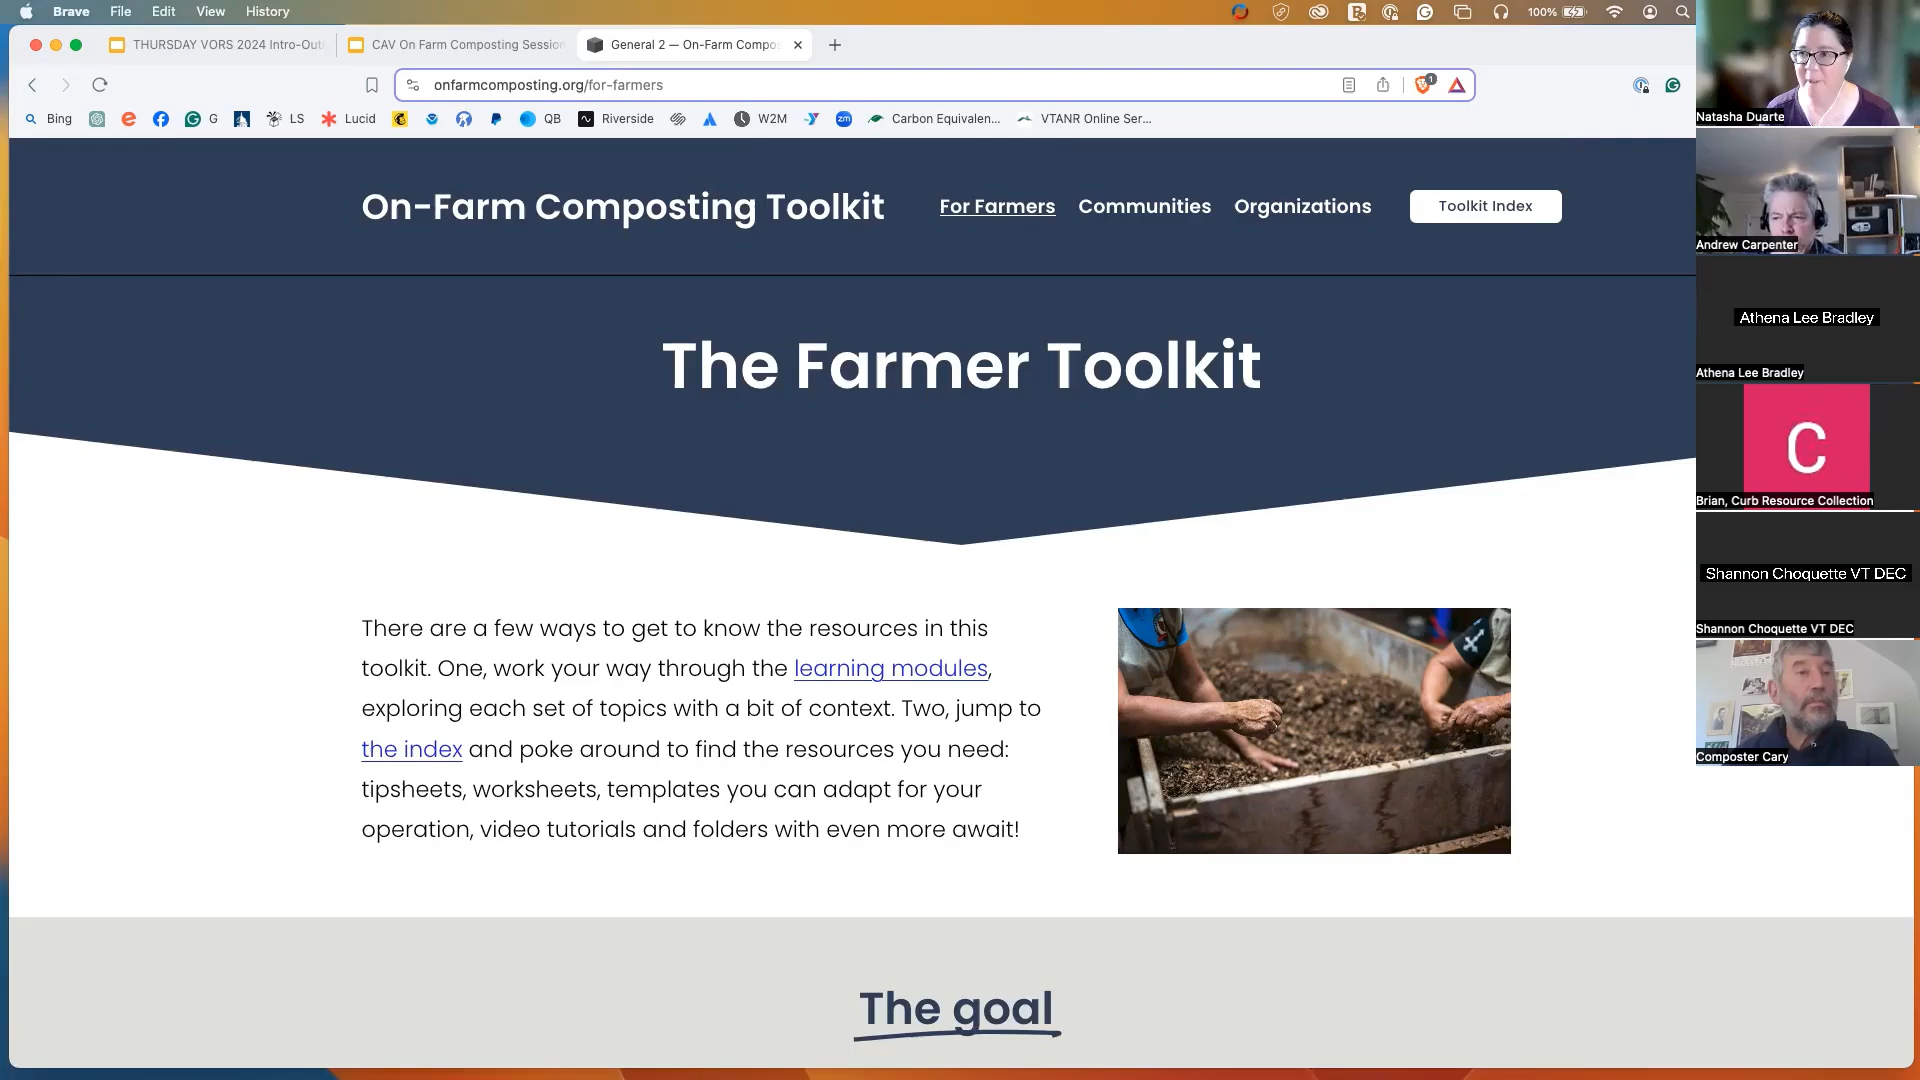 Brave File Edit View History
100%
THURSDAY VORS 2024 Intro-Out
CAV On Farm Composting Session
General 2 — On-Farm Compo
onfarmcomposting.org/for-farmers
1
Bing G LS Lucid QB Riverside W2M zm Carbon Equivalen... VTANR Online Ser...
On-Farm Composting Toolkit
For Farmers Communities Organizations Toolkit Index
The Farmer Toolkit
There are a few ways to get to know the resources in this
toolkit. One, work your way through the learning modules,
exploring each set of topics with a bit of context. Two, jump to
the index and poke around to find the resources you need:
tipsheets, worksheets, templates you can adapt for your
operation, video tutorials and folders with even more await!
The goal
Natasha Duarte
Andrew Carpenter
Athena Lee Bradley
Athena Lee Bradley
C
Brian, Curb Resource Collection
Shannon Choquette VT DEC
Shannon Choquette VT DEC
Composter Cary